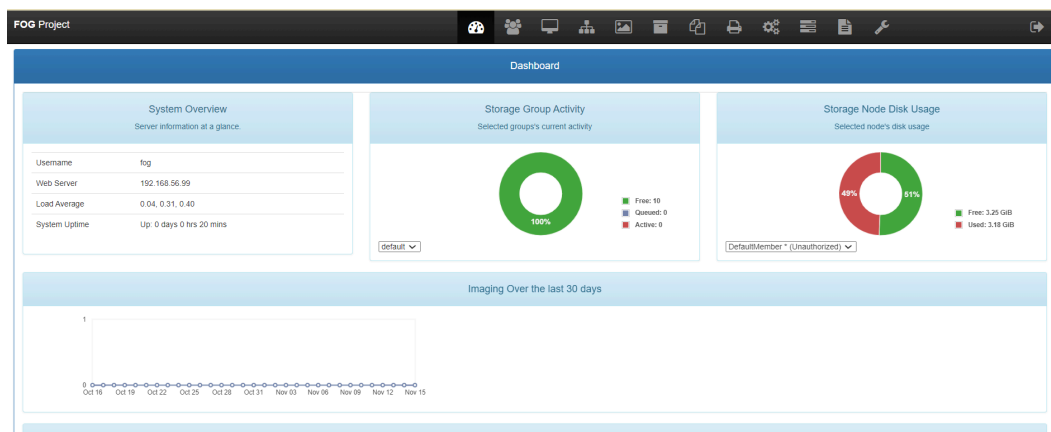 FOG Project
Dashboard
System Overview
Server information at a glance.
Username fog
Web Server 192.168.56.99
Load Average 0.04, 0.31, 0.40
System Uptime Up: 0 days 0 hrs 20 mins
Storage Group Activity
Selected groups's current activity
100%
Free: 10
Queued: 0
Active: 0
default
Storage Node Disk Usage
Selected node's disk usage
49%
51%
Free: 3.25 GiB
Used: 3.18 GiB
DefaultMember * (Unauthorized)
Imaging Over the last 30 days
1
0
Oct 16 Oct 19 Oct 22 Oct 25 Oct 28 Oct 31 Nov 03 Nov 06 Nov 09 Nov 12 Nov 15